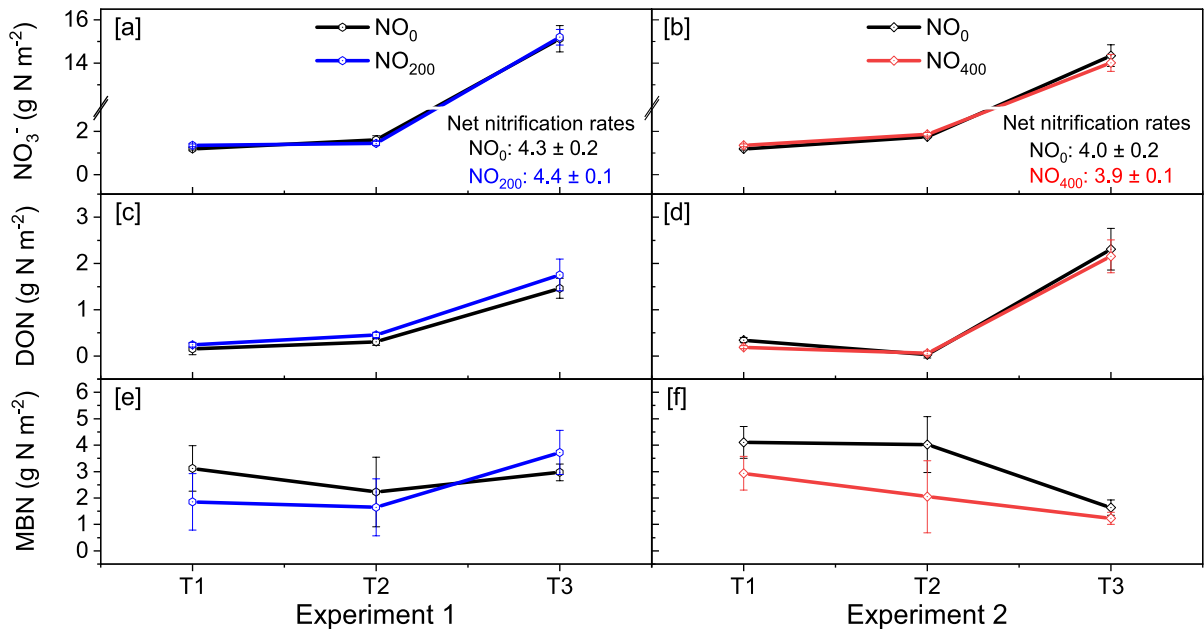 [a]
NO₀
NO₂₀₀
Net nitrification rates
NO₀: 4.3 ± 0.2
NO₂₀₀: 4.4 ± 0.1
16
14
2
0
NO₃⁻ (g N m⁻²)
[b]
NO₀
NO₄₀₀
Net nitrification rates
NO₀: 4.0 ± 0.2
NO₄₀₀: 3.9 ± 0.1
[c]
3
2
1
0
DON (g N m⁻²)
[d]
[e]
6
5
4
3
2
1
0
MBN (g N m⁻²)
[f]
T1 T2 T3
T1 T2 T3
Experiment 1
Experiment 2